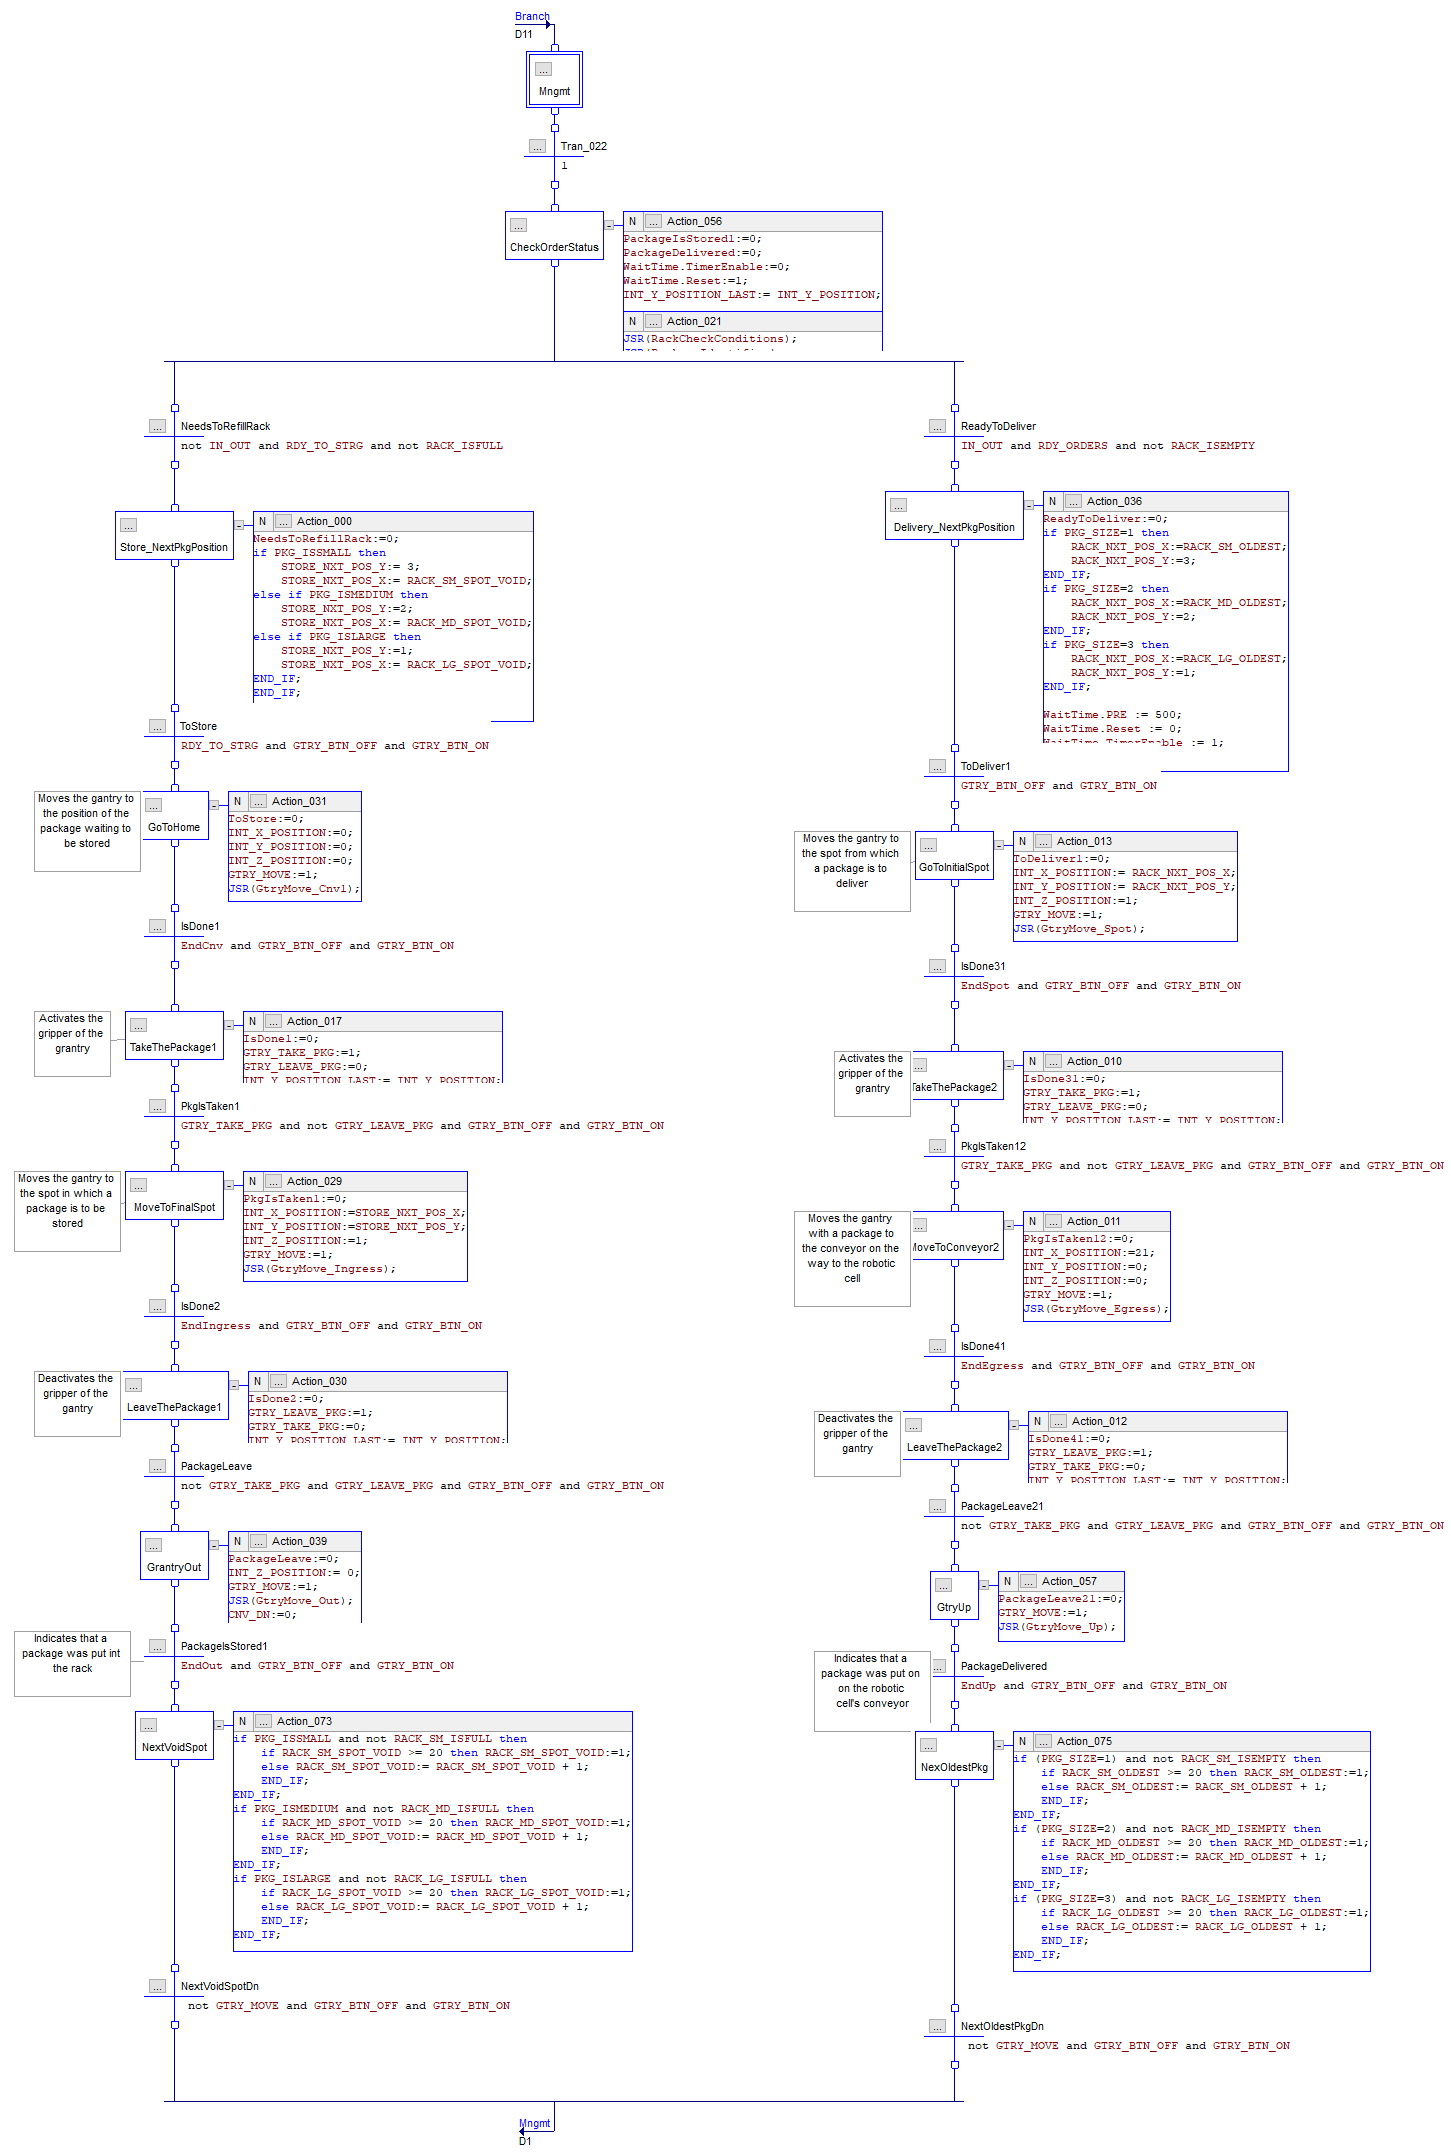 Branch
D11
...
Mngmt
... Tran_022
1
...
CheckOrderStatus
N ... Action_056
PackageIsStored1:=0;
PackageDelivered:=0;
WaitTime.TimerEnable:=0;
WaitTime.Reset:=1;
INT_Y_POSITION_LAST:= INT_Y_POSITION;
N ... Action_021
JSR(RackCheckConditions);
... NeedsToRefillRack
not IN_OUT and RDY_TO_STRG and not RACK_ISFULL
...
Store_NextPkgPosition
N ... Action_000
NeedsToRefillRack:=0;
if PKG_ISSMALL then
STORE_NXT_POS_Y:= 3;
STORE_NXT_POS_X:= RACK_SM_SPOT_VOID;
else if PKG_ISMEDIUM then
STORE_NXT_POS_Y:=2;
STORE_NXT_POS_X:= RACK_MD_SPOT_VOID;
else if PKG_ISLARGE then
STORE_NXT_POS_Y:=1;
STORE_NXT_POS_X:= RACK_LG_SPOT_VOID;
END_IF;
END_IF;
... ToStore
RDY_TO_STRG and GTRY_BTN_OFF and GTRY_BTN_ON
Moves the gantry to
the position of the
package waiting to
be stored
...
GoToHome
N ... Action_031
ToStore:=0;
INT_X_POSITION:=0;
INT_Y_POSITION:=0;
INT_Z_POSITION:=0;
GTRY_MOVE:=1;
JSR(GtryMove_Cnv1);
... IsDone1
EndCnv and GTRY_BTN_OFF and GTRY_BTN_ON
Activates the
gripper of the
grantry
...
TakeThePackage1
N ... Action_017
IsDone1:=0;
GTRY_TAKE_PKG:=1;
GTRY_LEAVE_PKG:=0;
INT_Y_POSITION_LAST:= INT_Y_POSITION;
... PkgIsTaken1
GTRY_TAKE_PKG and not GTRY_LEAVE_PKG and GTRY_BTN_OFF and GTRY_BTN_ON
Moves the gantry to
the spot in which a
package is to be
stored
...
MoveToFinalSpot
N ... Action_029
PkgIsTaken1:=0;
INT_X_POSITION:=STORE_NXT_POS_X;
INT_Y_POSITION:=STORE_NXT_POS_Y;
INT_Z_POSITION:=1;
GTRY_MOVE:=1;
JSR(GtryMove_Ingress);
... IsDone2
EndIngress and GTRY_BTN_OFF and GTRY_BTN_ON
Deactivates the
gripper of the
gantry
...
LeaveThePackage1
N ... Action_030
IsDone2:=0;
GTRY_LEAVE_PKG:=1;
GTRY_TAKE_PKG:=0;
INT_Y_POSITION_LAST:= INT_Y_POSITION;
... PackageLeave
not GTRY_TAKE_PKG and GTRY_LEAVE_PKG and GTRY_BTN_OFF and GTRY_BTN_ON
...
GrantryOut
N ... Action_039
PackageLeave:=0;
INT_Z_POSITION:= 0;
GTRY_MOVE:=1;
JSR(GtryMove_Out);
CNV_DN:=0;
Indicates that a
package was put int
the rack
... PackageIsStored1
EndOut and GTRY_BTN_OFF and GTRY_BTN_ON
...
NextVoidSpot
N ... Action_073
if PKG_ISSMALL and not RACK_SM_ISFULL then
if RACK_SM_SPOT_VOID >= 20 then RACK_SM_SPOT_VOID:=1;
else RACK_SM_SPOT_VOID:= RACK_SM_SPOT_VOID + 1;
END_IF;
END_IF;
if PKG_ISMEDIUM and not RACK_MD_ISFULL then
if RACK_MD_SPOT_VOID >= 20 then RACK_MD_SPOT_VOID:=1;
else RACK_MD_SPOT_VOID:= RACK_MD_SPOT_VOID + 1;
END_IF;
END_IF;
if PKG_ISLARGE and not RACK_LG_ISFULL then
if RACK_LG_SPOT_VOID >= 20 then RACK_LG_SPOT_VOID:=1;
else RACK_LG_SPOT_VOID:= RACK_LG_SPOT_VOID + 1;
END_IF;
END_IF;
... NextVoidSpotDn
not GTRY_MOVE and GTRY_BTN_OFF and GTRY_BTN_ON
... ReadyToDeliver
IN_OUT and RDY_ORDERS and not RACK_ISEMPTY
...
Delivery_NextPkgPosition
N ... Action_036
ReadyToDeliver:=0;
if PKG_SIZE=1 then
RACK_NXT_POS_X:=RACK_SM_OLDEST;
RACK_NXT_POS_Y:=3;
END_IF;
if PKG_SIZE=2 then
RACK_NXT_POS_X:=RACK_MD_OLDEST;
RACK_NXT_POS_Y:=2;
END_IF;
if PKG_SIZE=3 then
RACK_NXT_POS_X:=RACK_LG_OLDEST;
RACK_NXT_POS_Y:=1;
END_IF;
WaitTime.PRE := 500;
WaitTime.Reset := 0;
WaitTime.TimerEnable := 1;
... ToDeliver1
GTRY_BTN_OFF and GTRY_BTN_ON
Moves the gantry to
the spot from which
a package is to
deliver
...
GoToInitialSpot
N ... Action_013
ToDeliver1:=0;
INT_X_POSITION:= RACK_NXT_POS_X;
INT_Y_POSITION:= RACK_NXT_POS_Y;
INT_Z_POSITION:=1;
GTRY_MOVE:=1;
JSR(GtryMove_Spot);
... IsDone31
EndSpot and GTRY_BTN_OFF and GTRY_BTN_ON
Activates the
gripper of the
grantry
...
TakeThePackage2
N ... Action_010
IsDone31:=0;
GTRY_TAKE_PKG:=1;
GTRY_LEAVE_PKG:=0;
INT_Y_POSITION_LAST:= INT_Y_POSITION;
... PkgIsTaken12
GTRY_TAKE_PKG and not GTRY_LEAVE_PKG and GTRY_BTN_OFF and GTRY_BTN_ON
Moves the gantry
with a package to
the conveyor on the
way to the robotic
cell
...
MoveToConveyor2
N ... Action_011
PkgIsTaken12:=0;
INT_X_POSITION:=21;
INT_Y_POSITION:=0;
INT_Z_POSITION:=0;
GTRY_MOVE:=1;
JSR(GtryMove_Egress);
... IsDone41
EndEgress and GTRY_BTN_OFF and GTRY_BTN_ON
Deactivates the
gripper of the
gantry
...
LeaveThePackage2
N ... Action_012
IsDone41:=0;
GTRY_LEAVE_PKG:=1;
GTRY_TAKE_PKG:=0;
INT_Y_POSITION_LAST:= INT_Y_POSITION;
... PackageLeave21
not GTRY_TAKE_PKG and GTRY_LEAVE_PKG and GTRY_BTN_OFF and GTRY_BTN_ON
...
GtryUp
N ... Action_057
PackageLeave21:=0;
GTRY_MOVE:=1;
JSR(GtryMove_Up);
Indicates that a
package was put on
on the robotic
cell's conveyor
... PackageDelivered
EndUp and GTRY_BTN_OFF and GTRY_BTN_ON
...
NexOldestPkg
N ... Action_075
if (PKG_SIZE=1) and not RACK_SM_ISEMPTY then
if RACK_SM_OLDEST >= 20 then RACK_SM_OLDEST:=1;
else RACK_SM_OLDEST:= RACK_SM_OLDEST + 1;
END_IF;
END_IF;
if (PKG_SIZE=2) and not RACK_MD_ISEMPTY then
if RACK_MD_OLDEST >= 20 then RACK_MD_OLDEST:=1;
else RACK_MD_OLDEST:= RACK_MD_OLDEST + 1;
END_IF;
END_IF;
if (PKG_SIZE=3) and not RACK_LG_ISEMPTY then
if RACK_LG_OLDEST >= 20 then RACK_LG_OLDEST:=1;
else RACK_LG_OLDEST:= RACK_LG_OLDEST + 1;
END_IF;
END_IF;
... NextOldestPkgDn
not GTRY_MOVE and GTRY_BTN_OFF and GTRY_BTN_ON
Mngmt
D1